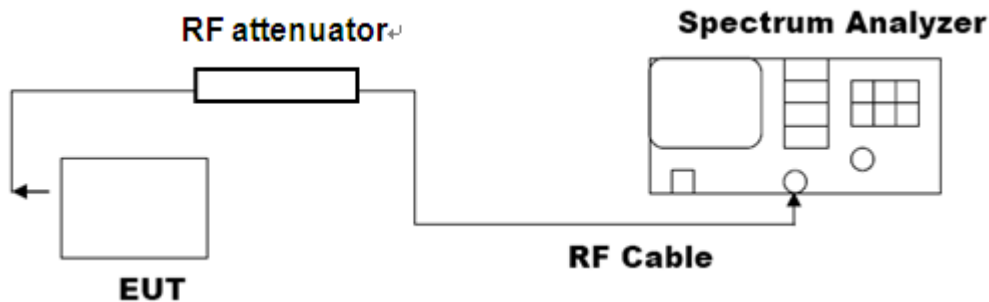 RF attenuator↵
Spectrum Analyzer
RF Cable
EUT